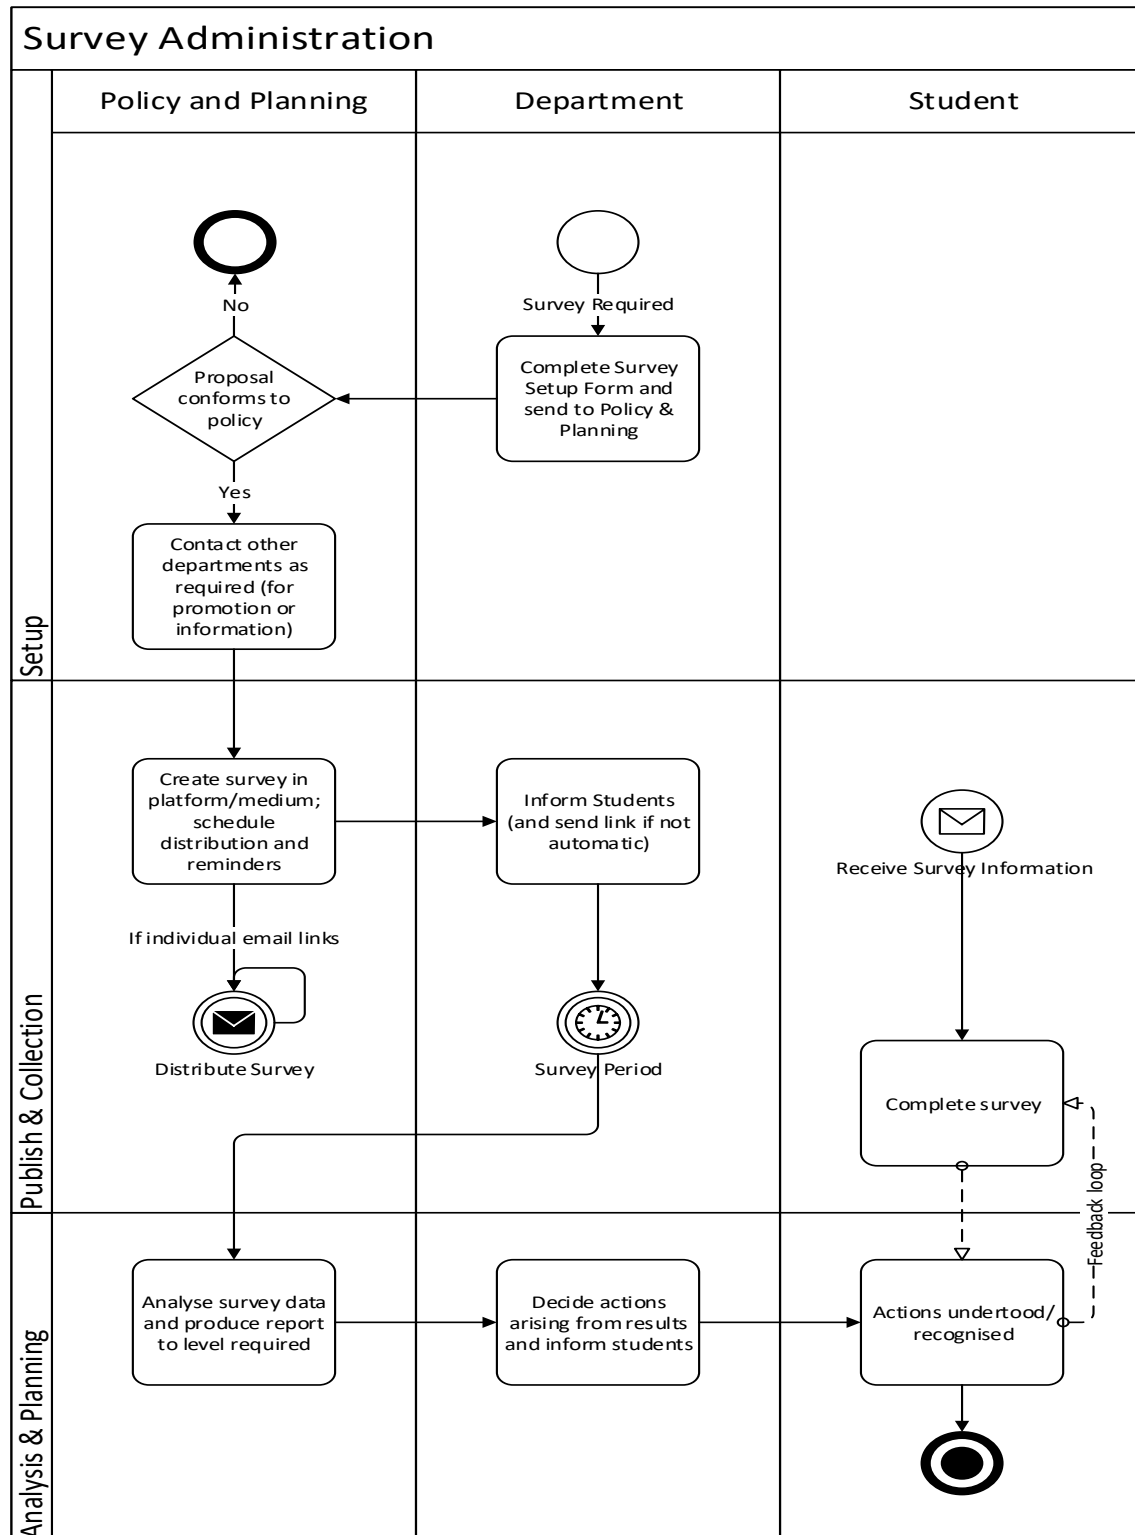 Survey Administration
Policy and Planning
Department
Student
Setup
Survey Required
No
Complete Survey
Setup Form and
send to Policy &
Planning
Proposal
conforms to
policy
Yes
Contact other
departments as
required (for
promotion or
information)
Publish & Collection
Create survey in
platform/medium;
schedule
distribution and
reminders
Inform Students
(and send link if not
automatic)
Receive Survey Information
If individual email links
Distribute Survey
Survey Period
Complete survey
Feedback loop
Analysis & Planning
Analyse survey data
and produce report
to level required
Decide actions
arising from results
and inform students
Actions undertood/
recognised